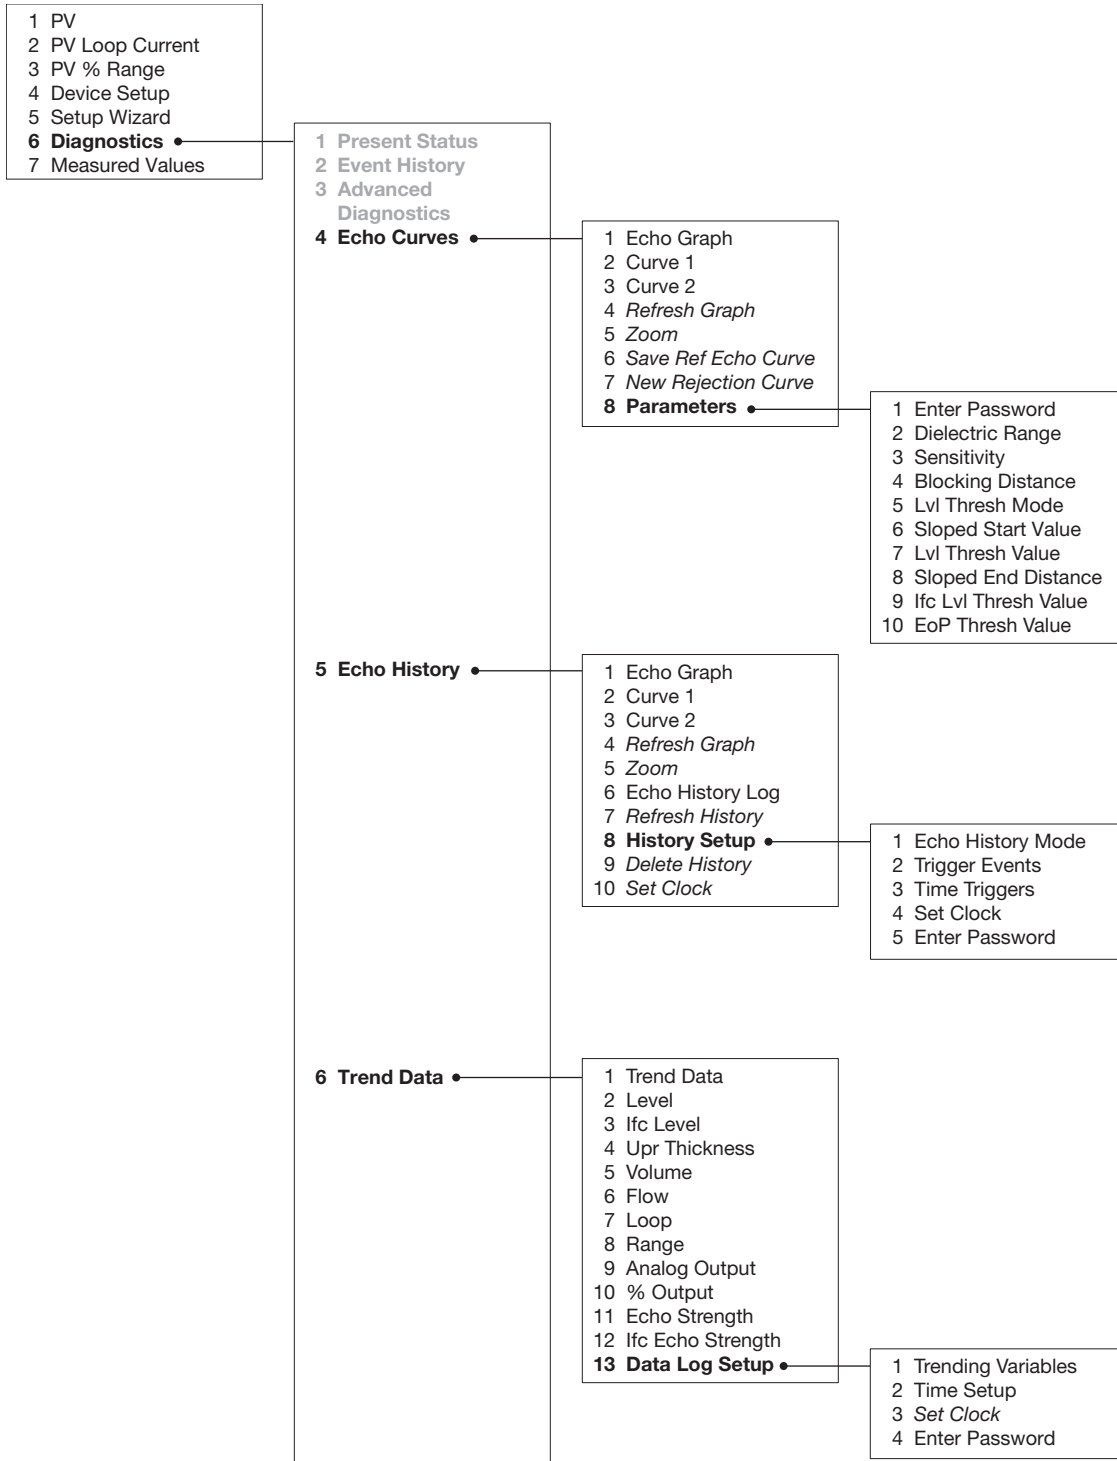 1 PV
2 PV Loop Current
3 PV % Range
4 Device Setup
5 Setup Wizard
6 Diagnostics
7 Measured Values
1 Present Status
2 Event History
3 Advanced
Diagnostics
4 Echo Curves
1 Echo Graph
2 Curve 1
3 Curve 2
4 Refresh Graph
5 Zoom
6 Save Ref Echo Curve
7 New Rejection Curve
8 Parameters
1 Enter Password
2 Dielectric Range
3 Sensitivity
4 Blocking Distance
5 Lvl Thresh Mode
6 Sloped Start Value
7 Lvl Thresh Value
8 Sloped End Distance
9 Ifc Lvl Thresh Value
10 EoP Thresh Value
5 Echo History
1 Echo Graph
2 Curve 1
3 Curve 2
4 Refresh Graph
5 Zoom
6 Echo History Log
7 Refresh History
8 History Setup
9 Delete History
10 Set Clock
1 Echo History Mode
2 Trigger Events
3 Time Triggers
4 Set Clock
5 Enter Password
6 Trend Data
1 Trend Data
2 Level
3 Ifc Level
4 Upr Thickness
5 Volume
6 Flow
7 Loop
8 Range
9 Analog Output
10 % Output
11 Echo Strength
12 Ifc Echo Strength
13 Data Log Setup
1 Trending Variables
2 Time Setup
3 Set Clock
4 Enter Password